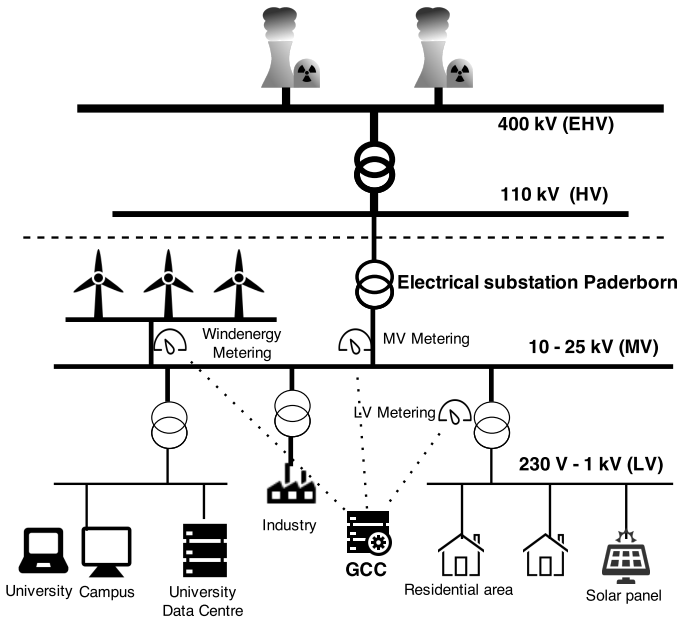 400 kV (EHV)
110 kV (HV)
Electrical substation Paderborn
Windenergy
Metering
MV Metering
10 - 25 kV (MV)
LV Metering
230 V - 1 kV (LV)
Industry
GCC
University Campus
University
Data Centre
Residential area
Solar panel